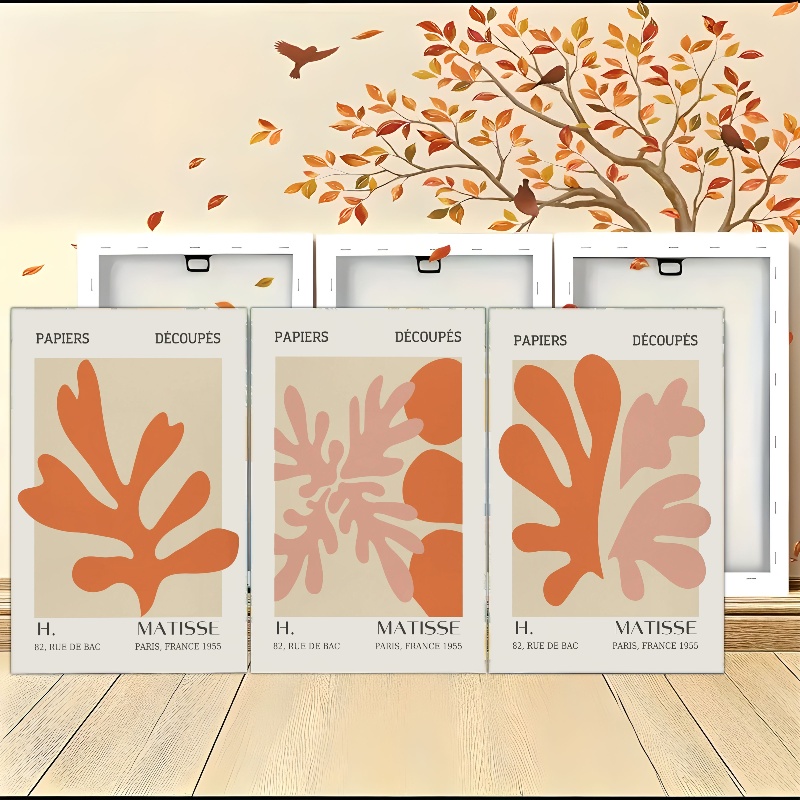 PAPIERS DÉCOUPÉS
H. MATISSE
82, RUE DE BAC PARIS, FRANCE 1955
PAPIERS DÉCOUPÉS
H. MATISSE
82, RUE DE BAC PARIS, FRANCE 1955
PAPIERS DÉCOUPÉS
H. MATISSE
82, RUE DE BAC PARIS, FRANCE 1955